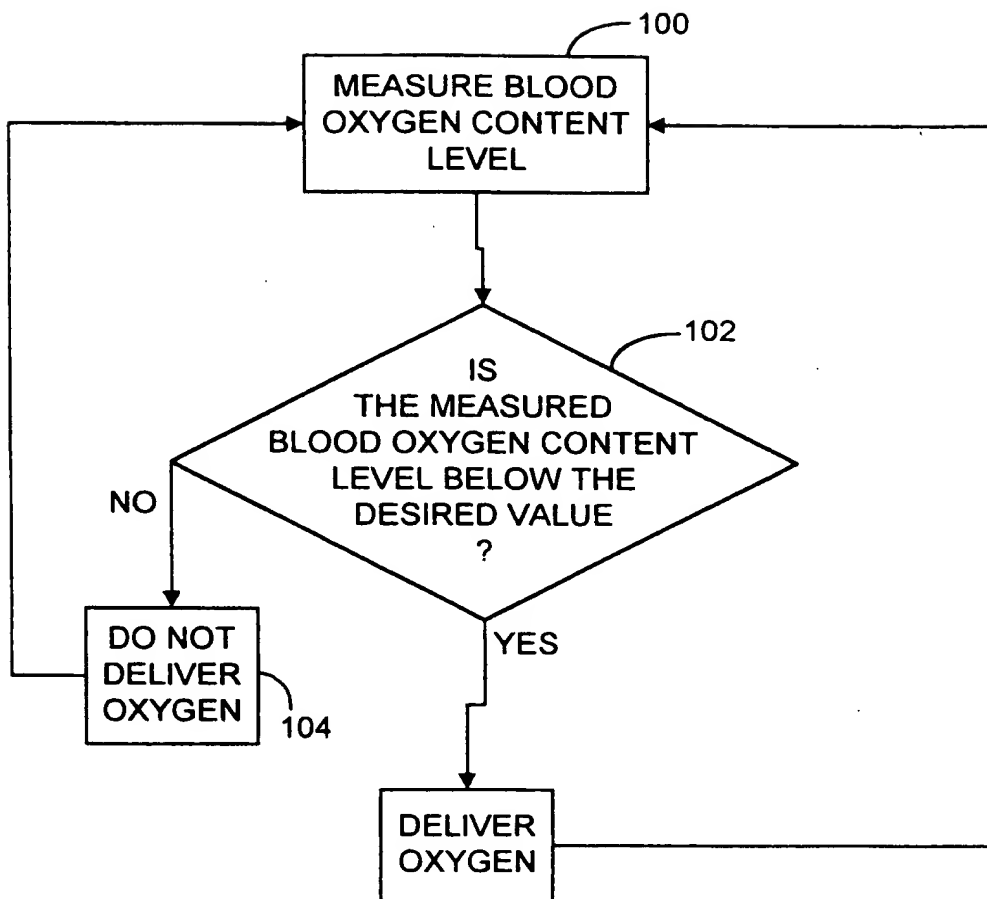 100
MEASURE BLOOD
OXYGEN CONTENT
LEVEL
102
IS
THE MEASURED
BLOOD OXYGEN CONTENT
LEVEL BELOW THE
DESIRED VALUE
?
NO
YES
DO NOT
DELIVER
OXYGEN
104
DELIVER
OXYGEN